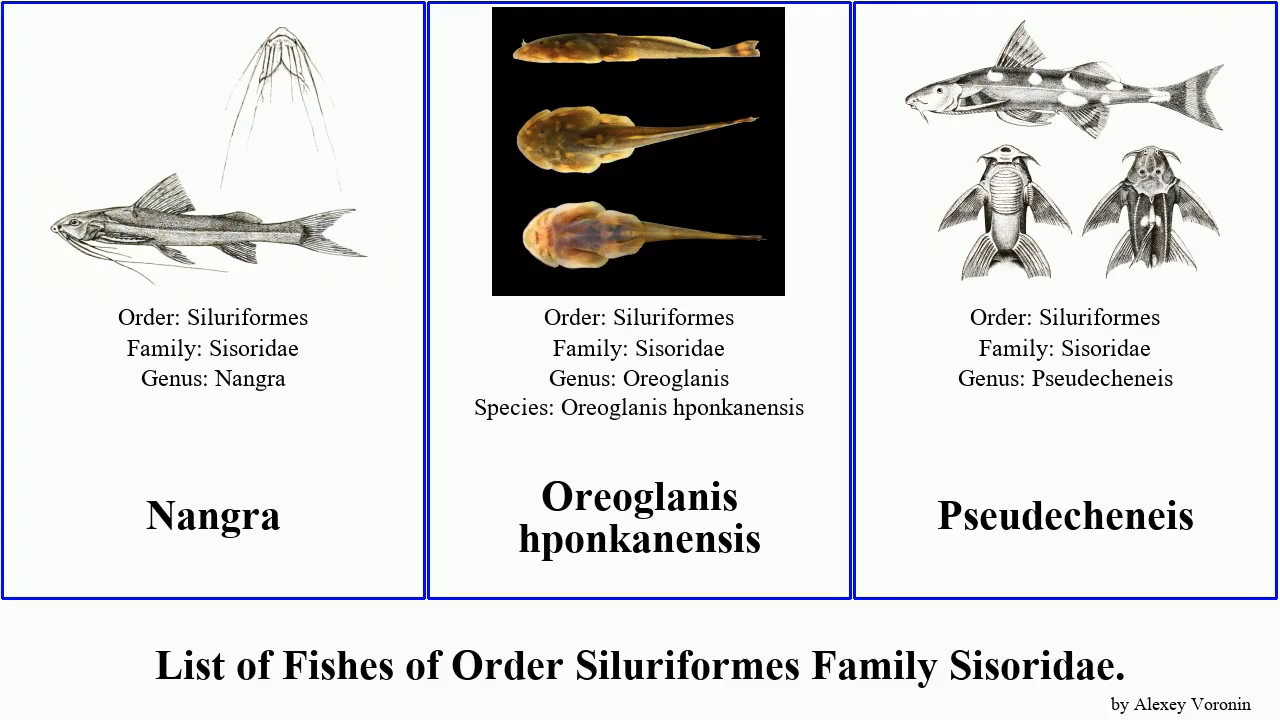 Order: Siluriformes
Family: Sisoridae
Genus: Nangra
Nangra
Order: Siluriformes
Family: Sisoridae
Genus: Oreoglanis
Species: Oreoglanis hponkanensis
Oreoglanis
hponkanensis
Order: Siluriformes
Family: Sisoridae
Genus: Pseudecheneis
Pseudecheneis
List of Fishes of Order Siluriformes Family Sisoridae.
by Alexey Voronin